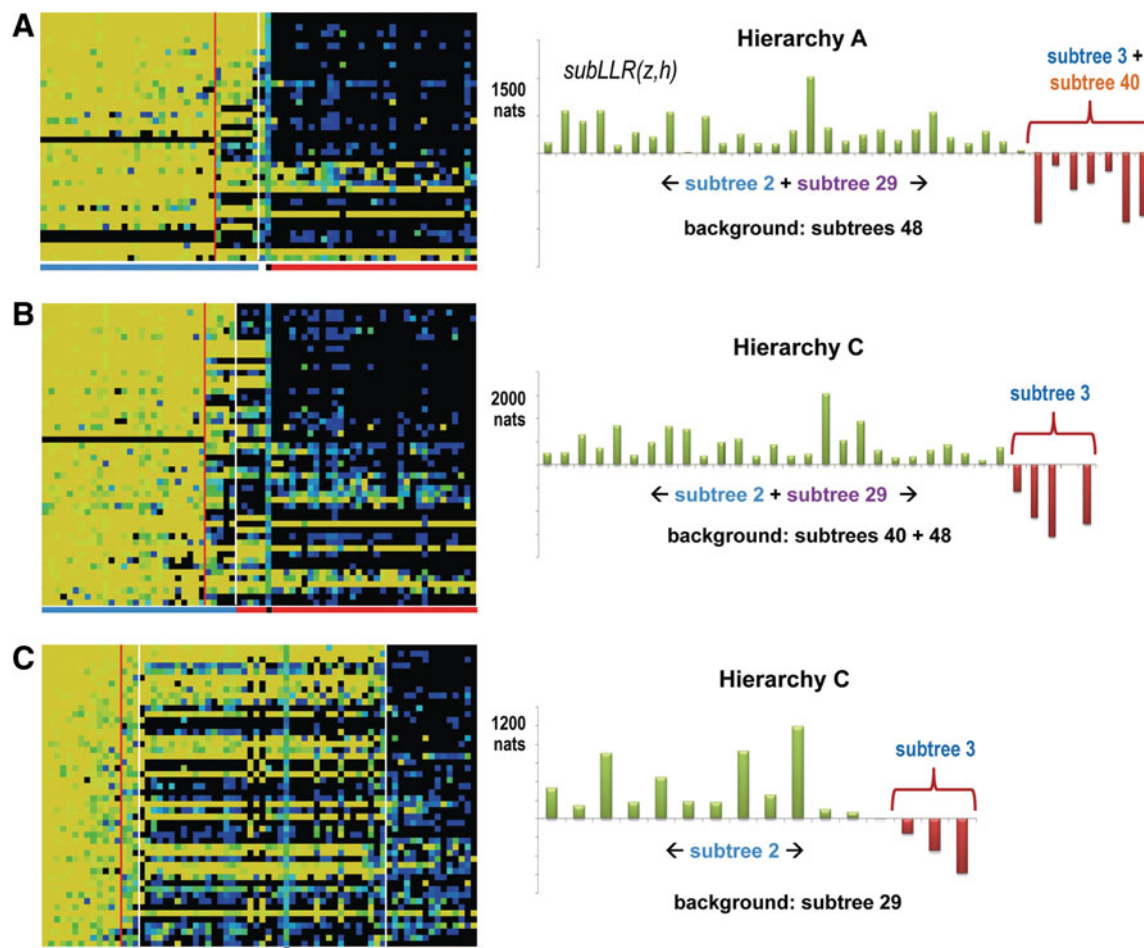 A
Hierarchy A
subLLR(z,h)
1500
nats
subtree 3 +
subtree 40
← subtree 2 + subtree 29 →
background: subtrees 48
B
Hierarchy C
2000
nats
subtree 3
← subtree 2 + subtree 29 →
background: subtrees 40 + 48
C
Hierarchy C
1200
nats
subtree 3
← subtree 2 →
background: subtree 29